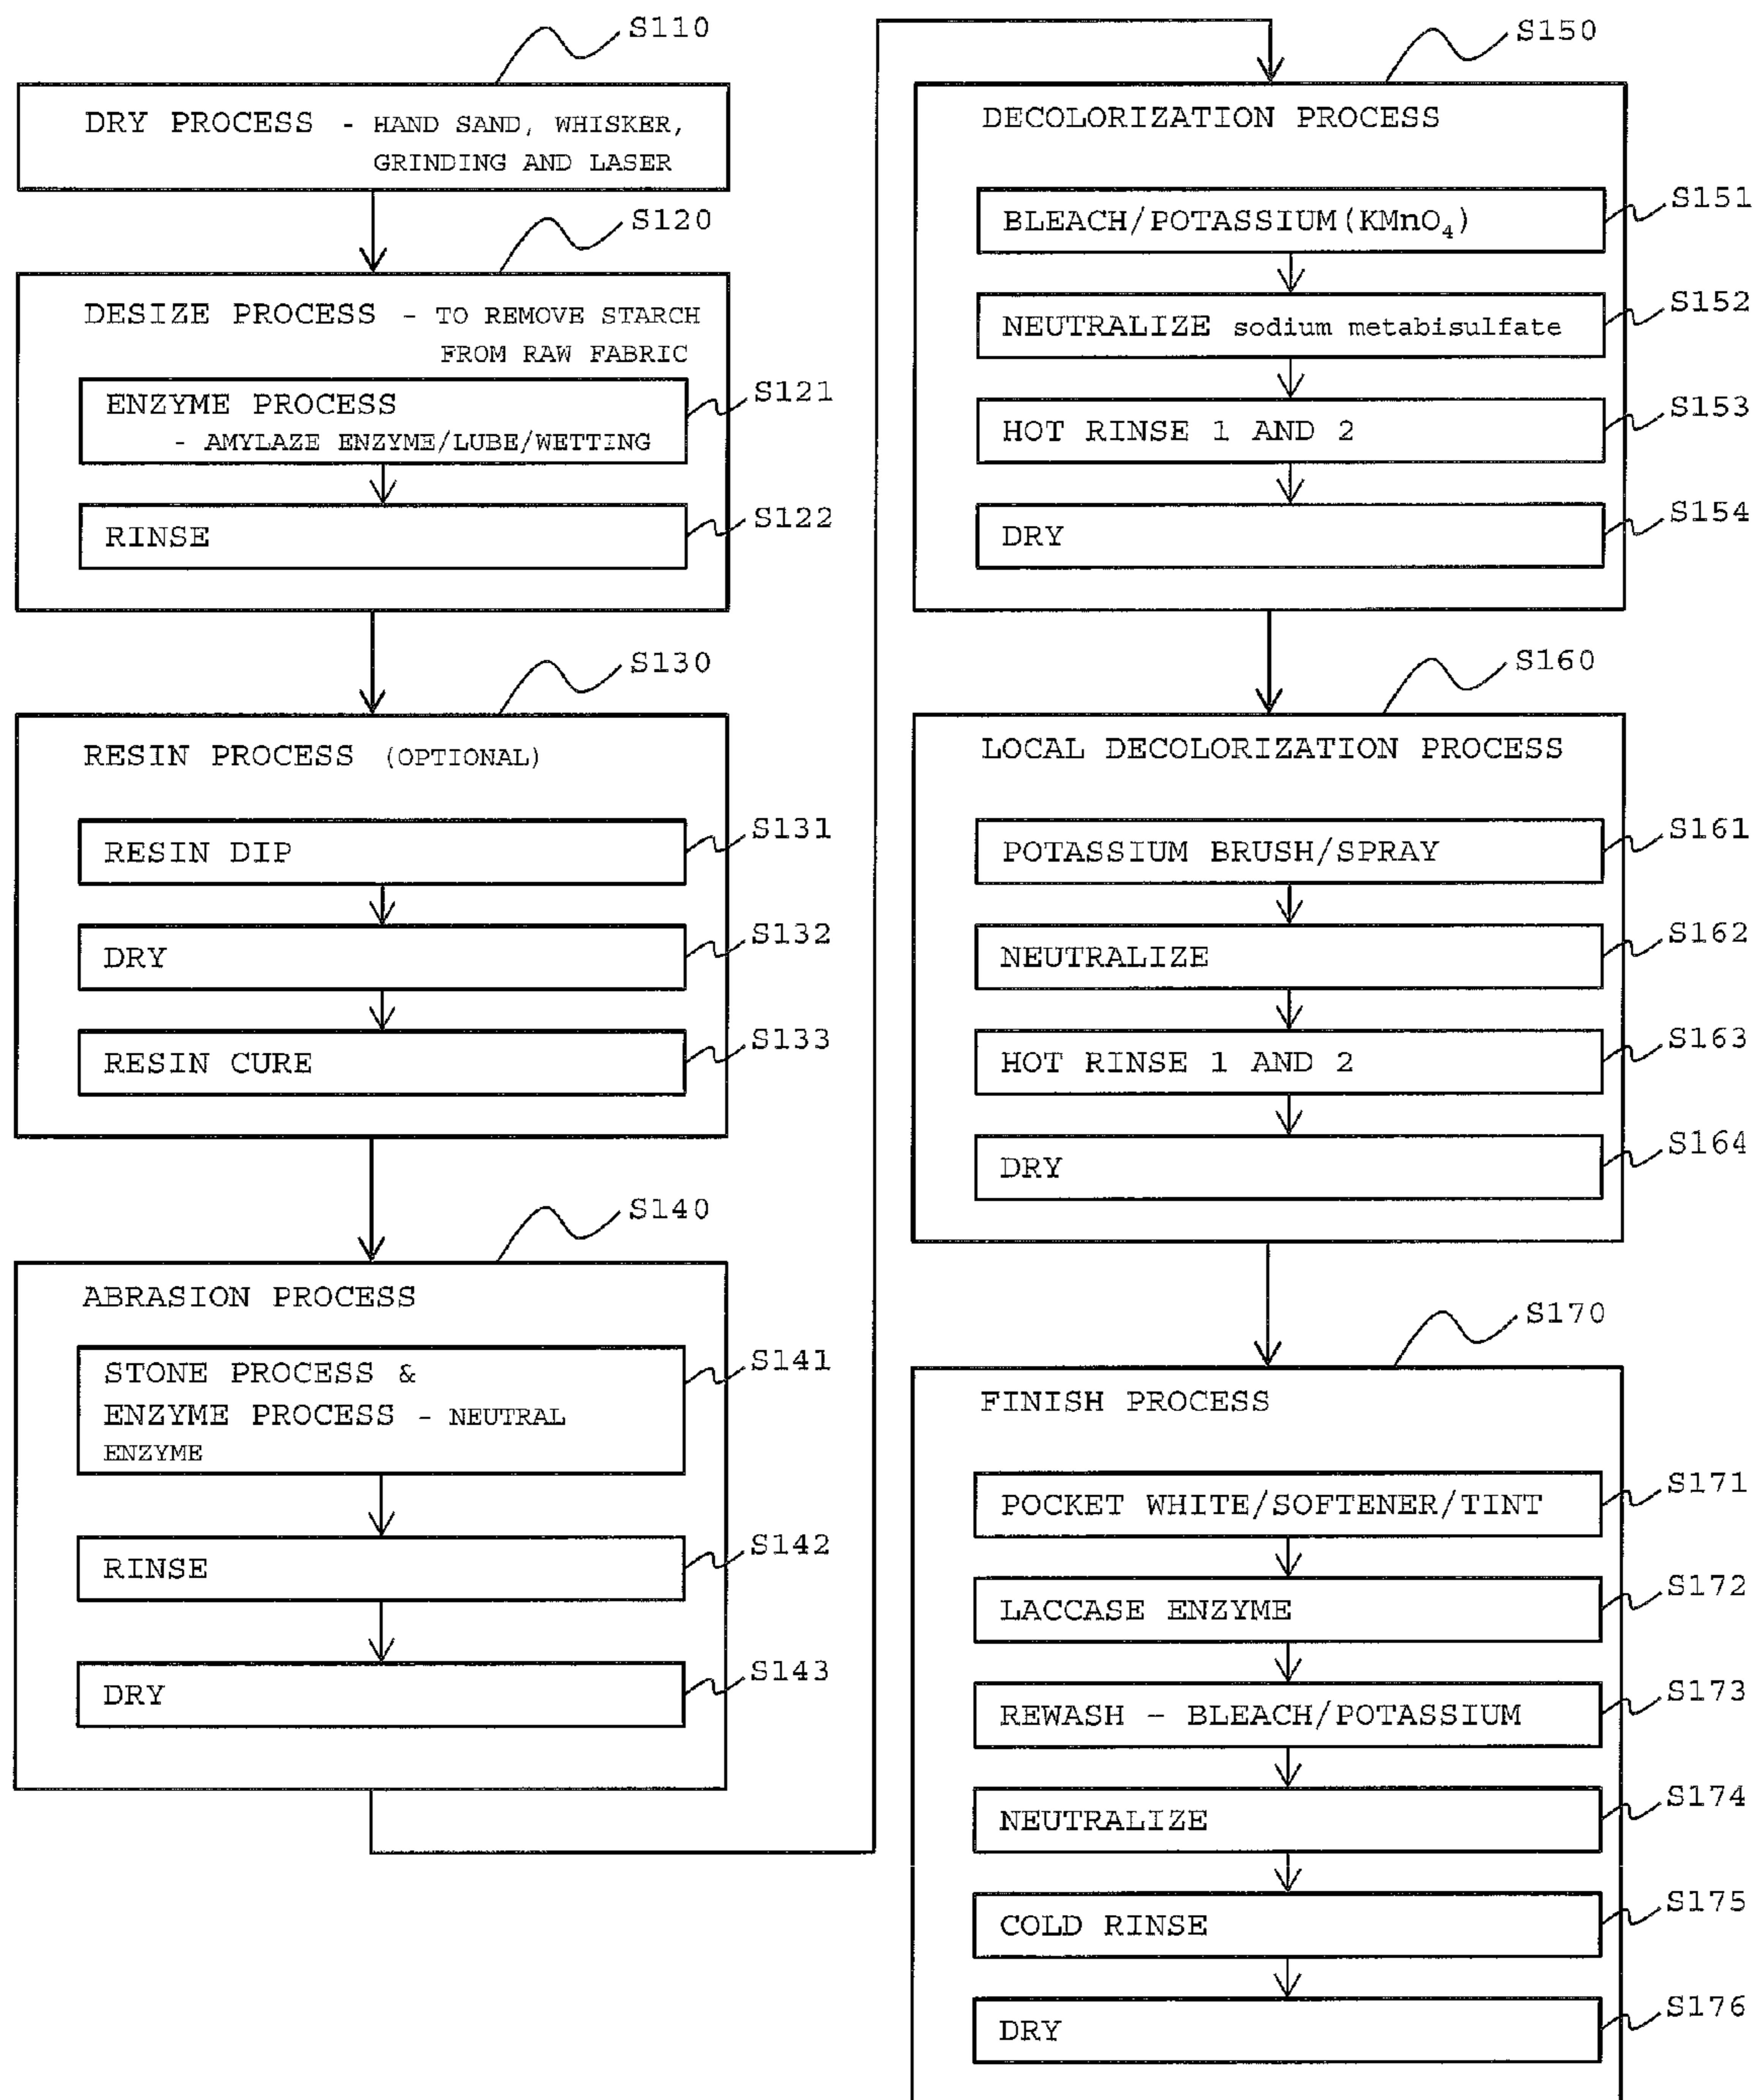 S110
DRY PROCESS - HAND SAND, WHISKER,
GRINDING AND LASER
S120
DESIZE PROCESS - TO REMOVE STARCH
FROM RAW FABRIC
S121
ENZYME PROCESS
- AMYLAZE ENZYME/LUBE/WETTING
S122
RINSE
S130
RESIN PROCESS (OPTIONAL)
S131
RESIN DIP
S132
DRY
S133
RESIN CURE
S140
ABRASION PROCESS
S141
STONE PROCESS &
ENZYME PROCESS - NEUTRAL
ENZYME
S142
RINSE
S143
DRY
S150
DECOLORIZATION PROCESS
S151
BLEACH/POTASSIUM(KMnO₄)
S152
NEUTRALIZE sodium metabisulfate
S153
HOT RINSE 1 AND 2
S154
DRY
S160
LOCAL DECOLORIZATION PROCESS
S161
POTASSIUM BRUSH/SPRAY
S162
NEUTRALIZE
S163
HOT RINSE 1 AND 2
S164
DRY
S170
FINISH PROCESS
S171
POCKET WHITE/SOFTENER/TINT
S172
LACCASE ENZYME
S173
REWASH - BLEACH/POTASSIUM
S174
NEUTRALIZE
S175
COLD RINSE
S176
DRY